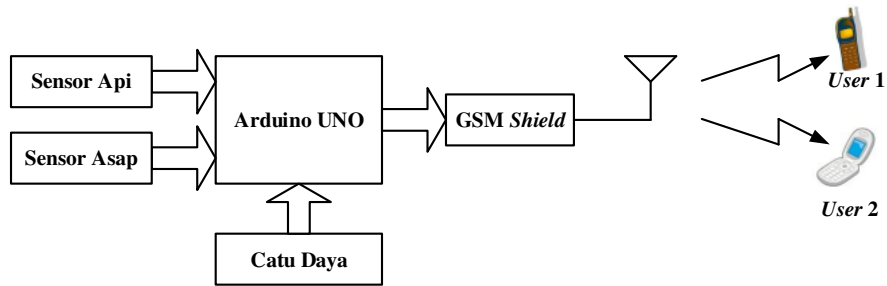 Sensor Api
Sensor Asap
Arduino UNO
Catu Daya
GSM Shield
User 1
User 2